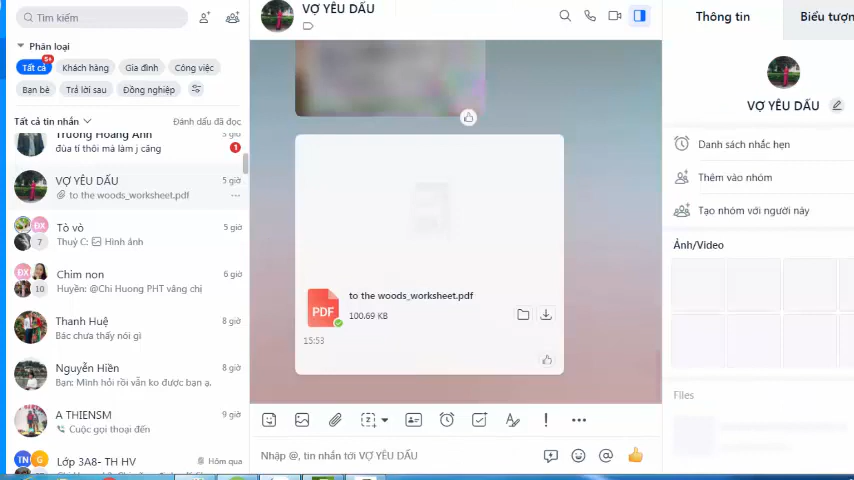 Tìm kiếm
Phân loại
Tất cả
5+
Khách hàng
Gia đình
Công việc
Bạn bè
Trả lời sau
Đồng nghiệp
Tất cả tin nhắn
Đánh dấu đã đọc
Trương Hoàng Anh
5 giờ
đùa tí thôi mà làm j căng
1
VỢ YÊU DẤU
5 giờ
to the woods_worksheet.pdf
Tò vò
5 giờ
7
Thuý C: Hình ảnh
Chim non
6 giờ
10
Huyền: @Chi Huong PHT vâng chị
Thanh Huệ
8 giờ
Bác chưa thấy nói gì
Nguyễn Hiền
8 giờ
Bạn: Mình hỏi rồi vẫn ko được bạn ạ.
A THIENSM
9 giờ
Cuộc gọi thoại đến
Lớp 3A8- TH HV
Hôm qua
VỢ YÊU DẤU
PDF
to the woods_worksheet.pdf
100.69 KB
15:53
Nhập @, tin nhắn tới VỢ YÊU DẤU
Thông tin
Biểu tượn
VỢ YÊU DẤU
Danh sách nhắc hẹn
Thêm vào nhóm
Tạo nhóm với người này
Ảnh/Video
Files